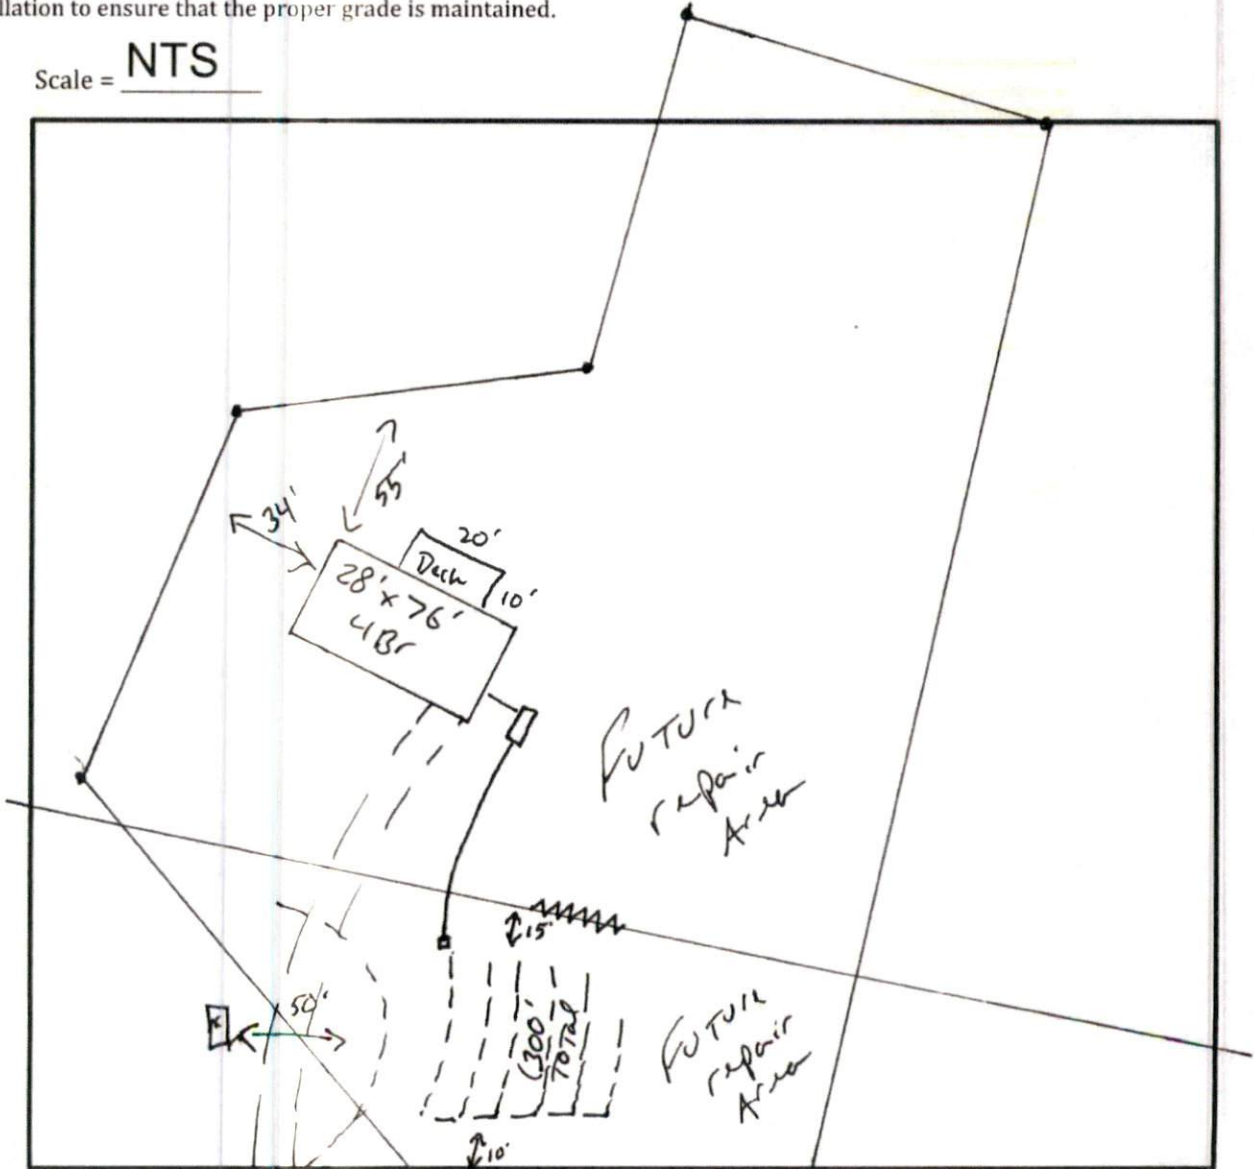 llation to ensure that the proper grade is maintained.
Scale = NTS
55'
34'
20'
Deck
10'
28' x 76'
4Br
Future
repair
Area
15'
50'
(300'
TOTAL
Future
repair
Area
10'